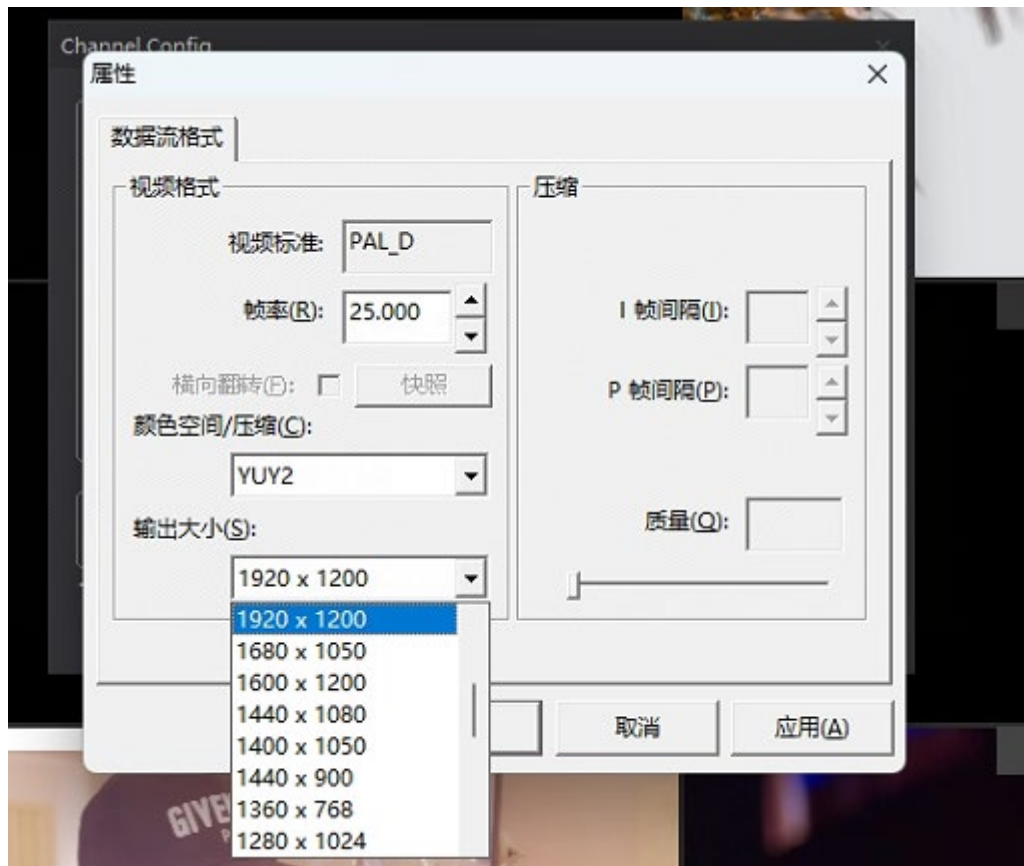 Channel Config
属性
数据流格式
视频格式
视频标准: PAL_D
帧率(R): 25.000
横向翻转(F): 快照
颜色空间/压缩(C):
YUY2
输出大小(S):
1920 x 1200
1920 x 1200
1680 x 1050
1600 x 1200
1440 x 1080
1400 x 1050
1440 x 900
1360 x 768
1280 x 1024
压缩
I 帧间隔(I):
P 帧间隔(P):
质量(Q):
取消
应用(A)